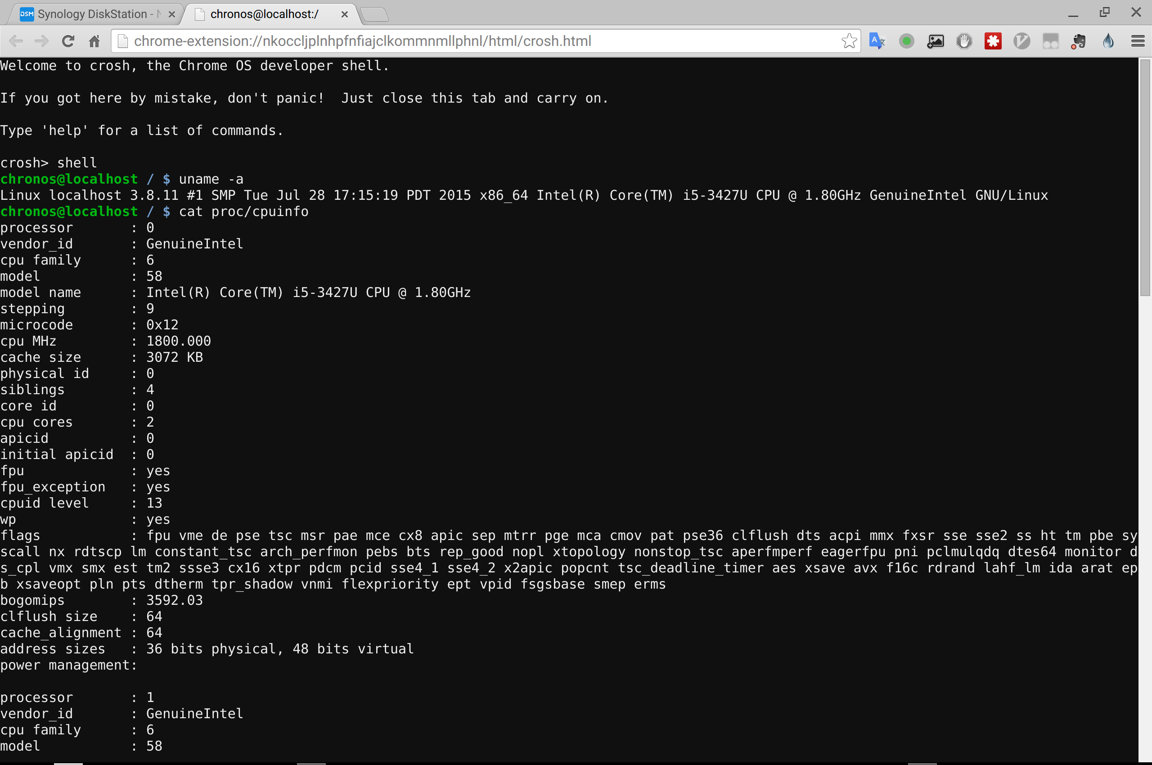 DSM Synology DiskStation - N
chronos@localhost:/
chrome-extension://nkoccljplnhpfnfiajclkommnmllphnl/html/crosh.html
Welcome to crosh, the Chrome OS developer shell.
If you got here by mistake, don't panic!  Just close this tab and carry on.
Type 'help' for a list of commands.
crosh> shell
chronos@localhost / $ uname -a
Linux localhost 3.8.11 #1 SMP Tue Jul 28 17:15:19 PDT 2015 x86_64 Intel(R) Core(TM) i5-3427U CPU @ 1.80GHz GenuineIntel GNU/Linux
chronos@localhost / $ cat proc/cpuinfo
processor       : 0
vendor_id       : GenuineIntel
cpu family      : 6
model           : 58
model name      : Intel(R) Core(TM) i5-3427U CPU @ 1.80GHz
stepping        : 9
microcode       : 0x12
cpu MHz         : 1800.000
cache size      : 3072 KB
physical id     : 0
siblings        : 4
core id         : 0
cpu cores       : 2
apicid          : 0
initial apicid  : 0
fpu             : yes
fpu_exception   : yes
cpuid level     : 13
wp              : yes
flags           : fpu vme de pse tsc msr pae mce cx8 apic sep mtrr pge mca cmov pat pse36 clflush dts acpi mmx fxsr sse sse2 ss ht tm pbe sy
scall nx rdtscp lm constant_tsc arch_perfmon pebs bts rep_good nopl xtopology nonstop_tsc aperfmperf eagerfpu pni pclmulqdq dtes64 monitor d
s_cpl vmx smx est tm2 ssse3 cx16 xtpr pdcm pcid sse4_1 sse4_2 x2apic popcnt tsc_deadline_timer aes xsave avx f16c rdrand lahf_lm ida arat ep
b xsaveopt pln pts dtherm tpr_shadow vnmi flexpriority ept vpid fsgsbase smep erms
bogomips        : 3592.03
clflush size    : 64
cache_alignment : 64
address sizes   : 36 bits physical, 48 bits virtual
power management:
processor       : 1
vendor_id       : GenuineIntel
cpu family      : 6
model           : 58